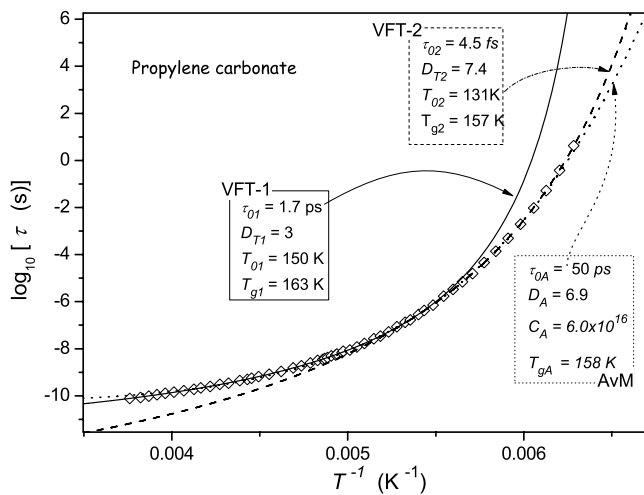 6
4
2
0
-2
-4
-6
-8
-10
log10 [ τ (s)]
Propylene carbonate
VFT-2
τ02 = 4.5 fs
DT2 = 7.4
T02 = 131K
Tg2 = 157 K
VFT-1
τ01 = 1.7 ps
DT1 = 3
T01 = 150 K
Tg1 = 163 K
τ0A = 50 ps
DA = 6.9
CA = 6.0x10^16
TgA = 158 K
AvM
0.004
0.005
0.006
T^-1 (K^-1)